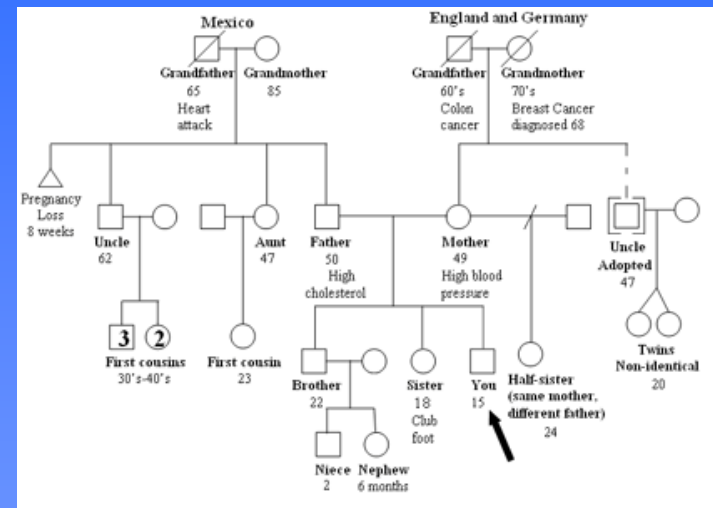 Mexico
England and Germany
Grandfather
65
Heart
attack
Grandmother
85
Grandfather
60's
Colon
cancer
Grandmother
70's
Breast Cancer
diagnosed 68
Pregnancy
Loss
8 weeks
Uncle
62
Aunt
47
Father
50
High
cholesterol
Mother
49
High blood
pressure
Uncle
Adopted
47
3
2
First cousins
30's-40's
First cousin
23
Brother
22
Sister
18
Club
foot
You
15
Half-sister
(same mother,
different father)
24
Twins
Non-identical
20
Niece
2
Nephew
6 months